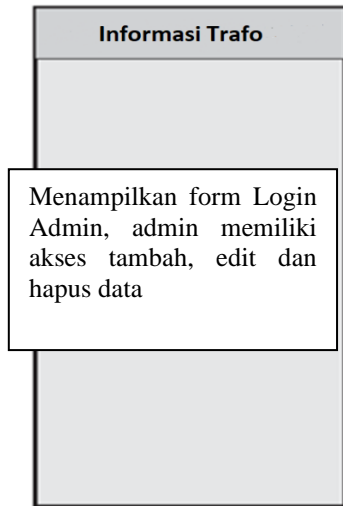 Informasi Trafo
Menampilkan form Login
Admin, admin memiliki
akses tambah, edit dan
hapus data